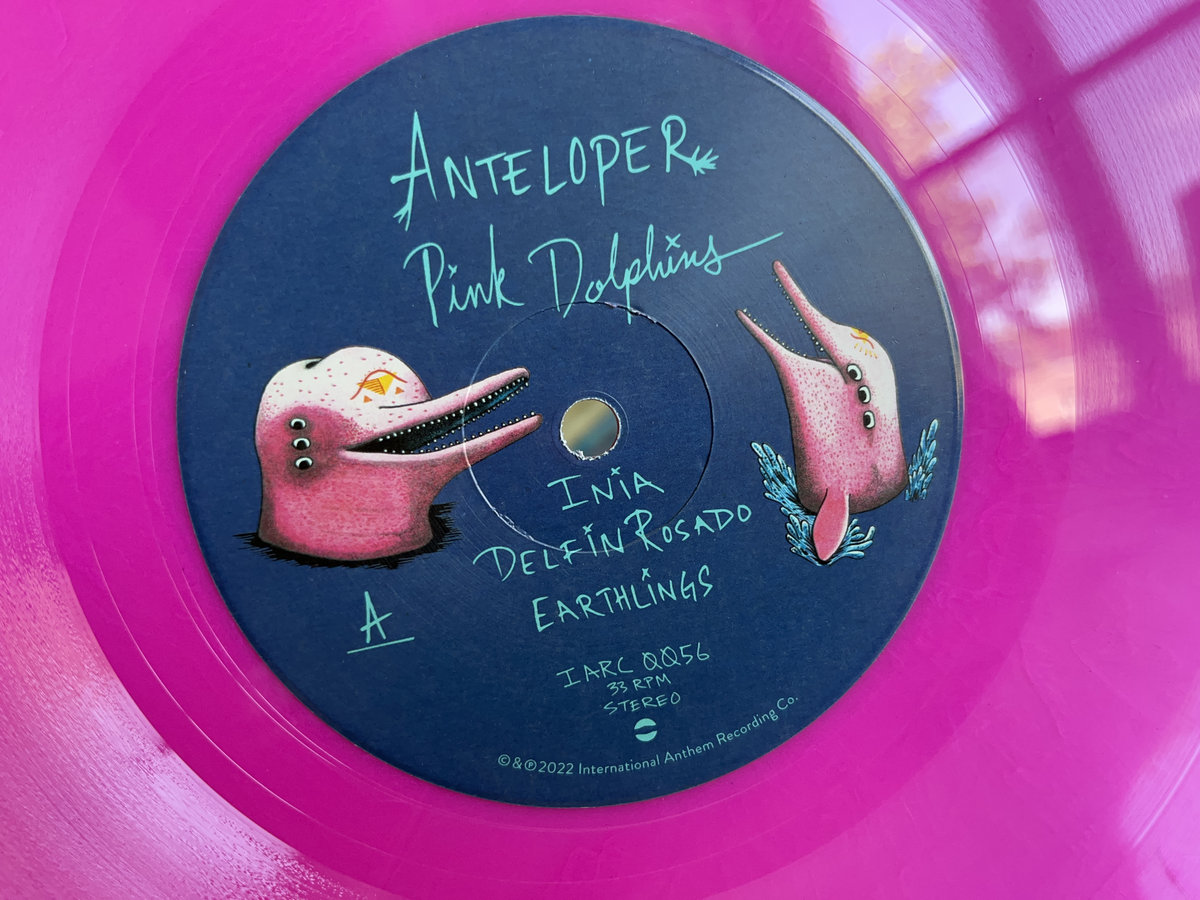 ANTELOPER
Pink Dolphins
INIA
DELFIN ROSADO
EARTHLINGS
A
IARC 0056
33 RPM
STEREO
©&℗2022 International Anthem Recording Co.